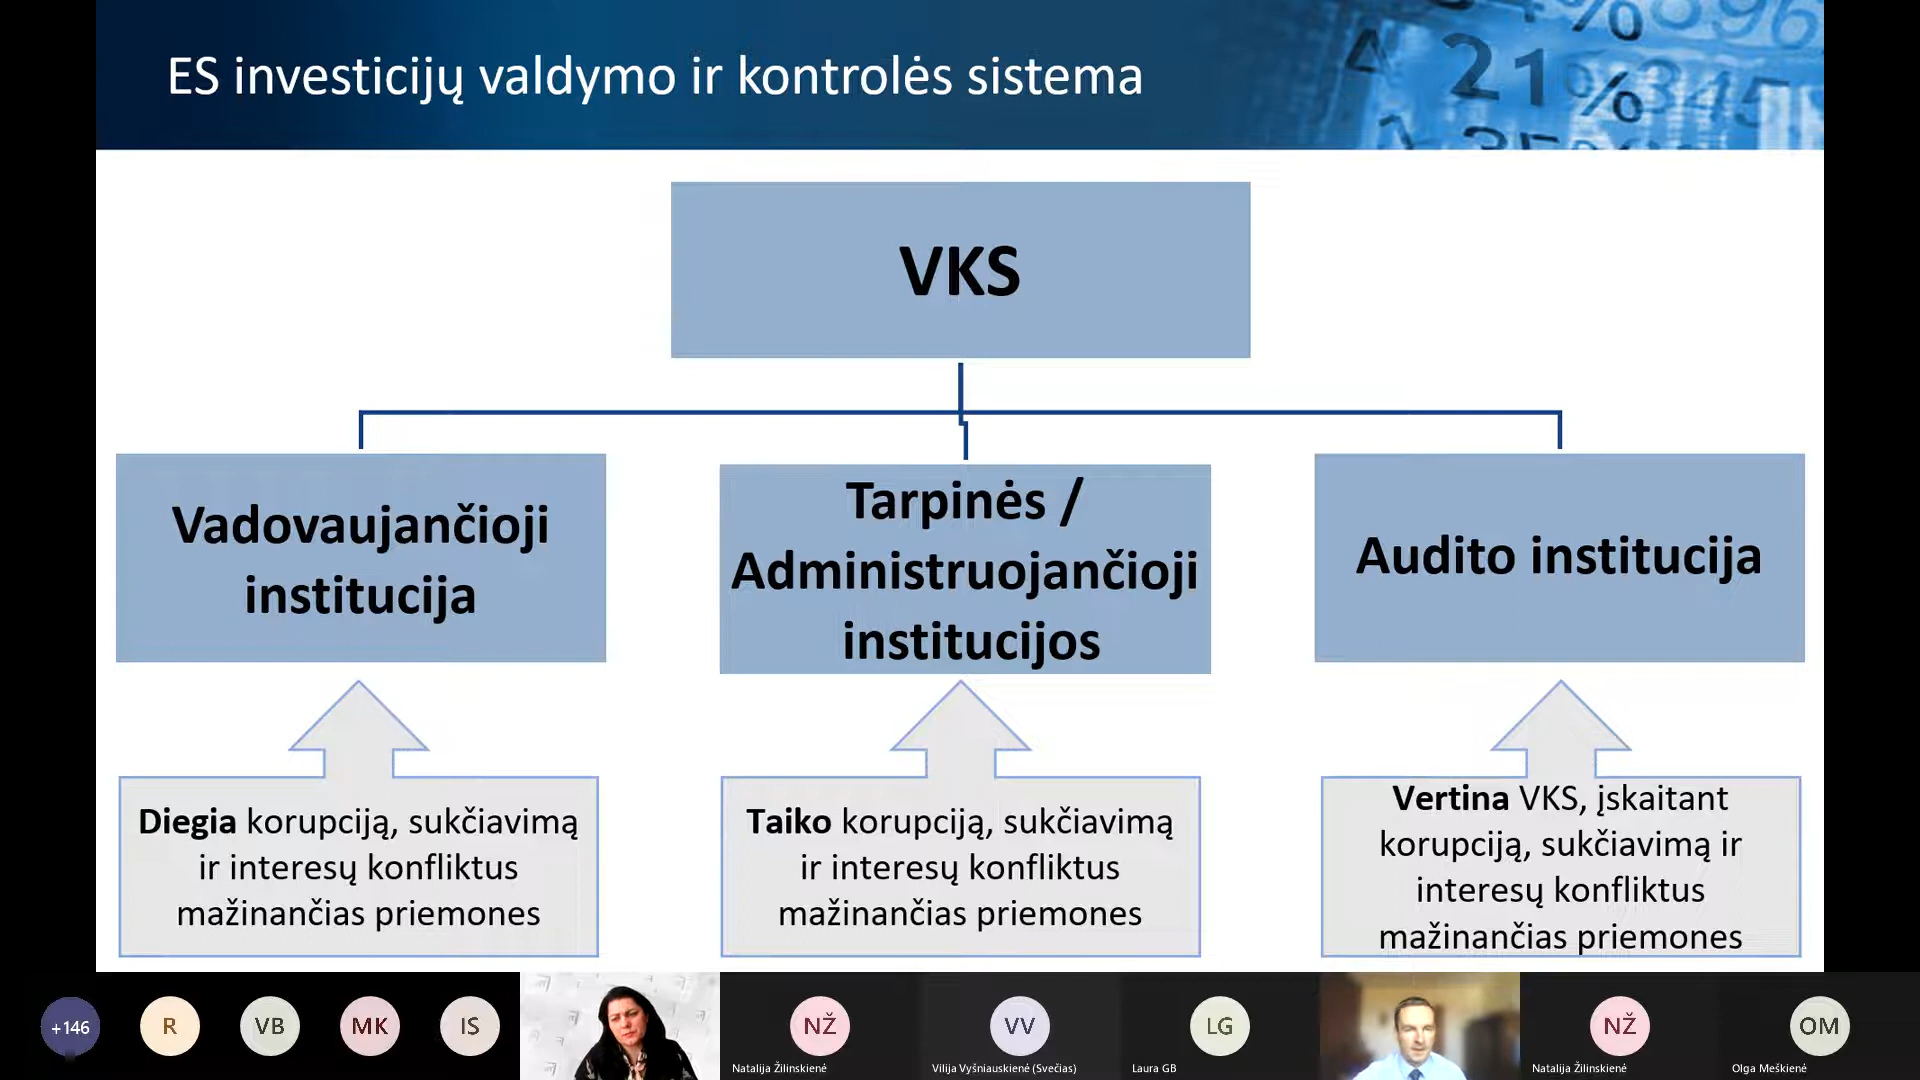 ES investicijų valdymo ir kontrolės sistema
21
%
VKS
Vadovaujančioji
institucija
Tarpinės /
Administruojančioji
institucijos
Audito institucija
Diegia korupciją, sukčiavimą
ir interesų konfliktus
mažinančias priemones
Taiko korupciją, sukčiavimą
ir interesų konfliktus
mažinančias priemones
Vertina VKS, įskaitant
korupciją, sukčiavimą ir
interesų konfliktus
mažinančias priemones
+146
R
VB
MK
IS
NŽ
Natalija Žilinskienė
VV
Vilija Vyšniauskienė (Svečias)
LG
Laura GB
NŽ
Natalija Žilinskienė
OM
Olga Meškienė